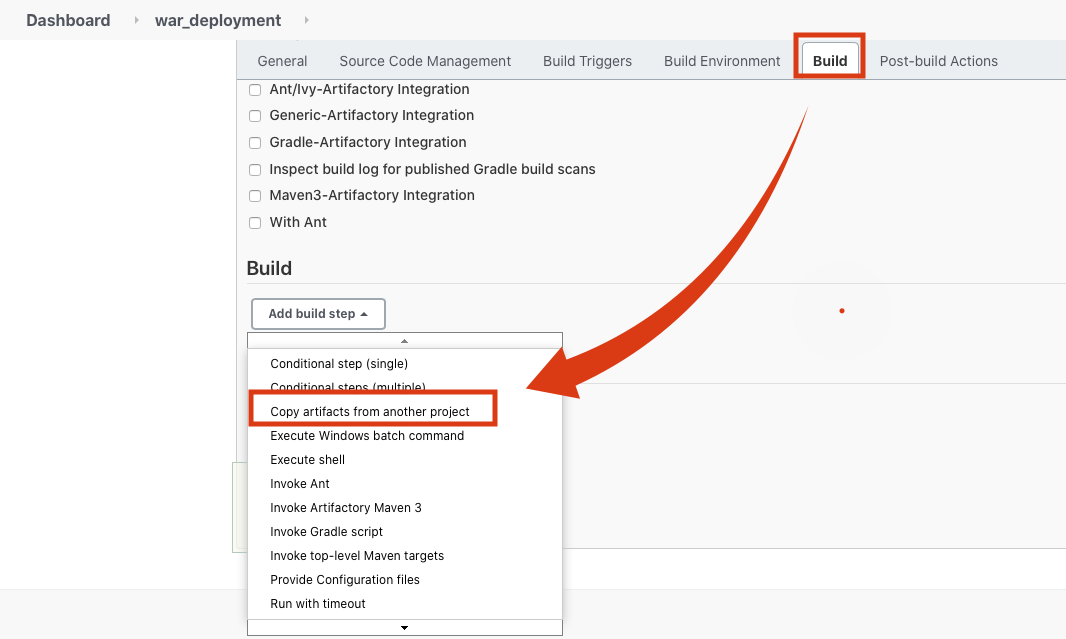 Dashboard war_deployment
General Source Code Management Build Triggers Build Environment Build Post-build Actions
Ant/Ivy-Artifactory Integration
Generic-Artifactory Integration
Gradle-Artifactory Integration
Inspect build log for published Gradle build scans
Maven3-Artifactory Integration
With Ant
Build
Add build step
Conditional step (single)
Conditional steps (multiple)
Copy artifacts from another project
Execute Windows batch command
Execute shell
Invoke Ant
Invoke Artifactory Maven 3
Invoke Gradle script
Invoke top-level Maven targets
Provide Configuration files
Run with timeout